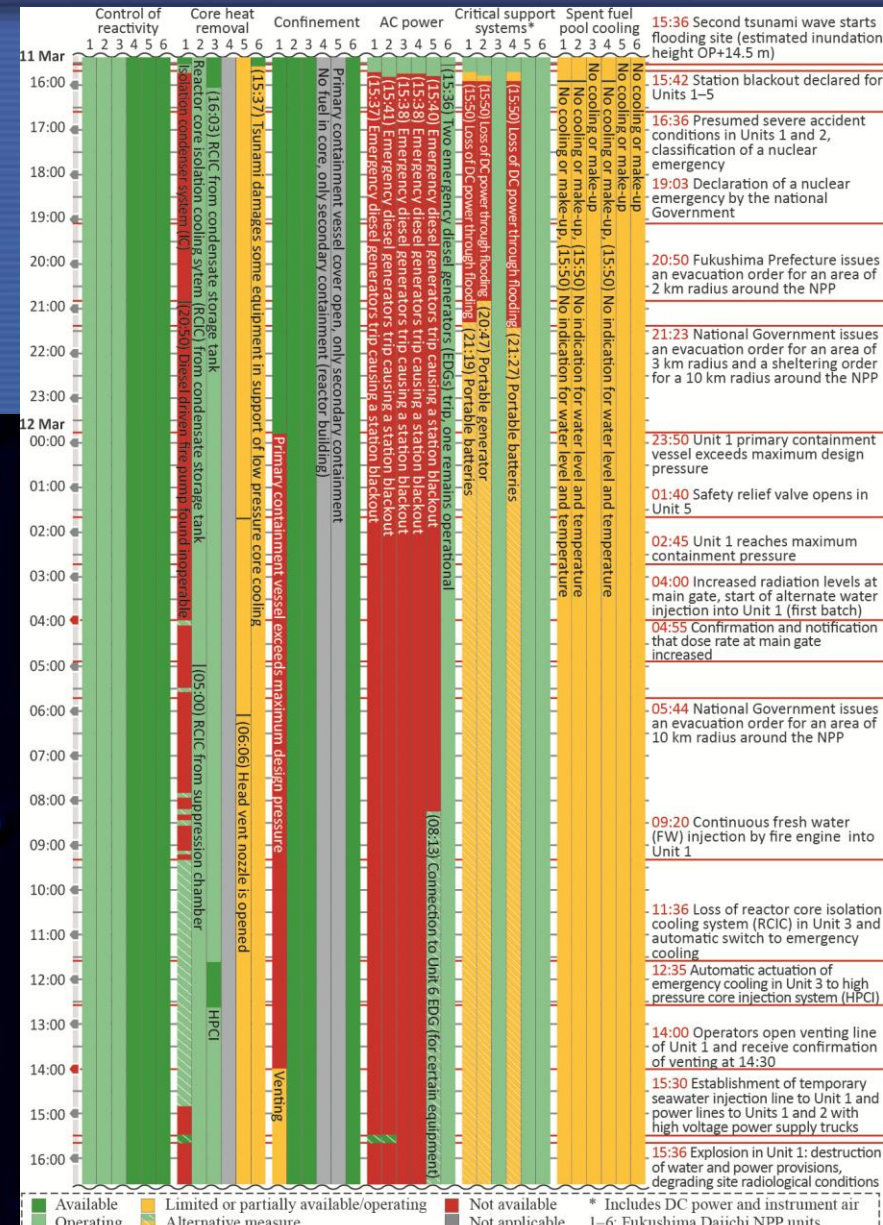 Control of reactivity
Core heat removal
Confinement
AC power
Critical support systems*
Spent fuel pool cooling
1 2 3 4 5 6
1 2 3 4 5 6
1 2 3 4 5 6
1 2 3 4 5 6
1 2 3 4 5 6
1 2 3 4 5 6
11 Mar
16:00
17:00
18:00
19:00
20:00
21:00
22:00
23:00
12 Mar
00:00
01:00
02:00
03:00
04:00
05:00
06:00
07:00
08:00
09:00
10:00
11:00
12:00
13:00
14:00
15:00
16:00
Isolation condenser system (IC)
(20:50) Diesel driven fire pump found inoperable
Reactor core isolation cooling sytem (RCIC) from condensate storage tank
(05:00) RCIC from suppression chamber
(16:03) RCIC from condensate storage tank
HPCI
(06:06) Head vent nozzle is opened
(15:37) Tsunami damages some equipment in support of low pressure core cooling
Primary containment vessel exceeds maximum design pressure
Venting
No fuel in core, only secondary containment (reactor building)
Primary containment vessel cover open, only secondary containment
(15:37) Emergency diesel generators trip causing a station blackout
(15:41) Emergency diesel generators trip causing a station blackout
(15:38) Emergency diesel generators trip causing a station blackout
(15:38) Emergency diesel generators trip causing a station blackout
(15:40) Emergency diesel generators trip causing a station blackout
(08:13) Connection to Unit 6 EDG (for certain equipment)
(15:36) Two emergency diesel generators (EDGs) trip, one remains operational
(15:50) Loss of DC power through flooding
(21:19) Portable batteries
(15:50) Loss of DC power through flooding
(20:47) Portable generator
(15:50) Loss of DC power through flooding
(21:27) Portable batteries
No cooling or make-up, (15:50) No indication for water level and temperature
No cooling or make-up, (15:50) No indication for water level and temperature
No cooling or make-up
No cooling or make-up, (15:50) No indication for water level and temperature
No cooling or make-up
No cooling or make-up
15:36 Second tsunami wave starts
flooding site (estimated inundation
height OP+14.5 m)
15:42 Station blackout declared for
Units 1–5
16:36 Presumed severe accident
conditions in Units 1 and 2,
classification of a nuclear
emergency
19:03 Declaration of a nuclear
emergency by the national
Government
20:50 Fukushima Prefecture issues
an evacuation order for an area of
2 km radius around the NPP
21:23 National Government issues
an evacuation order for an area of
3 km radius and a sheltering order
for a 10 km radius around the NPP
23:50 Unit 1 primary containment
vessel exceeds maximum design
pressure
01:40 Safety relief valve opens in
Unit 5
02:45 Unit 1 reaches maximum
containment pressure
04:00 Increased radiation levels at
main gate, start of alternate water
injection into Unit 1 (first batch)
04:55 Confirmation and notification
that dose rate at main gate
increased
05:44 National Government issues
an evacuation order for an area of
10 km radius around the NPP
09:20 Continuous fresh water
(FW) injection by fire engine into
Unit 1
11:36 Loss of reactor core isolation
cooling system (RCIC) in Unit 3 and
automatic switch to emergency
cooling
12:35 Automatic actuation of
emergency cooling in Unit 3 to high
pressure core injection system (HPCI)
14:00 Operators open venting line
of Unit 1 and receive confirmation
of venting at 14:30
15:30 Establishment of temporary
seawater injection line to Unit 1 and
power lines to Units 1 and 2 with
high voltage power supply trucks
15:36 Explosion in Unit 1: destruction
of water and power provisions,
degrading site radiological conditions
Available Limited or partially available/operating Not available * Includes DC power and instrument air
Operating Alternative measure Not applicable 1–6: Fukushima Daiichi NPP units